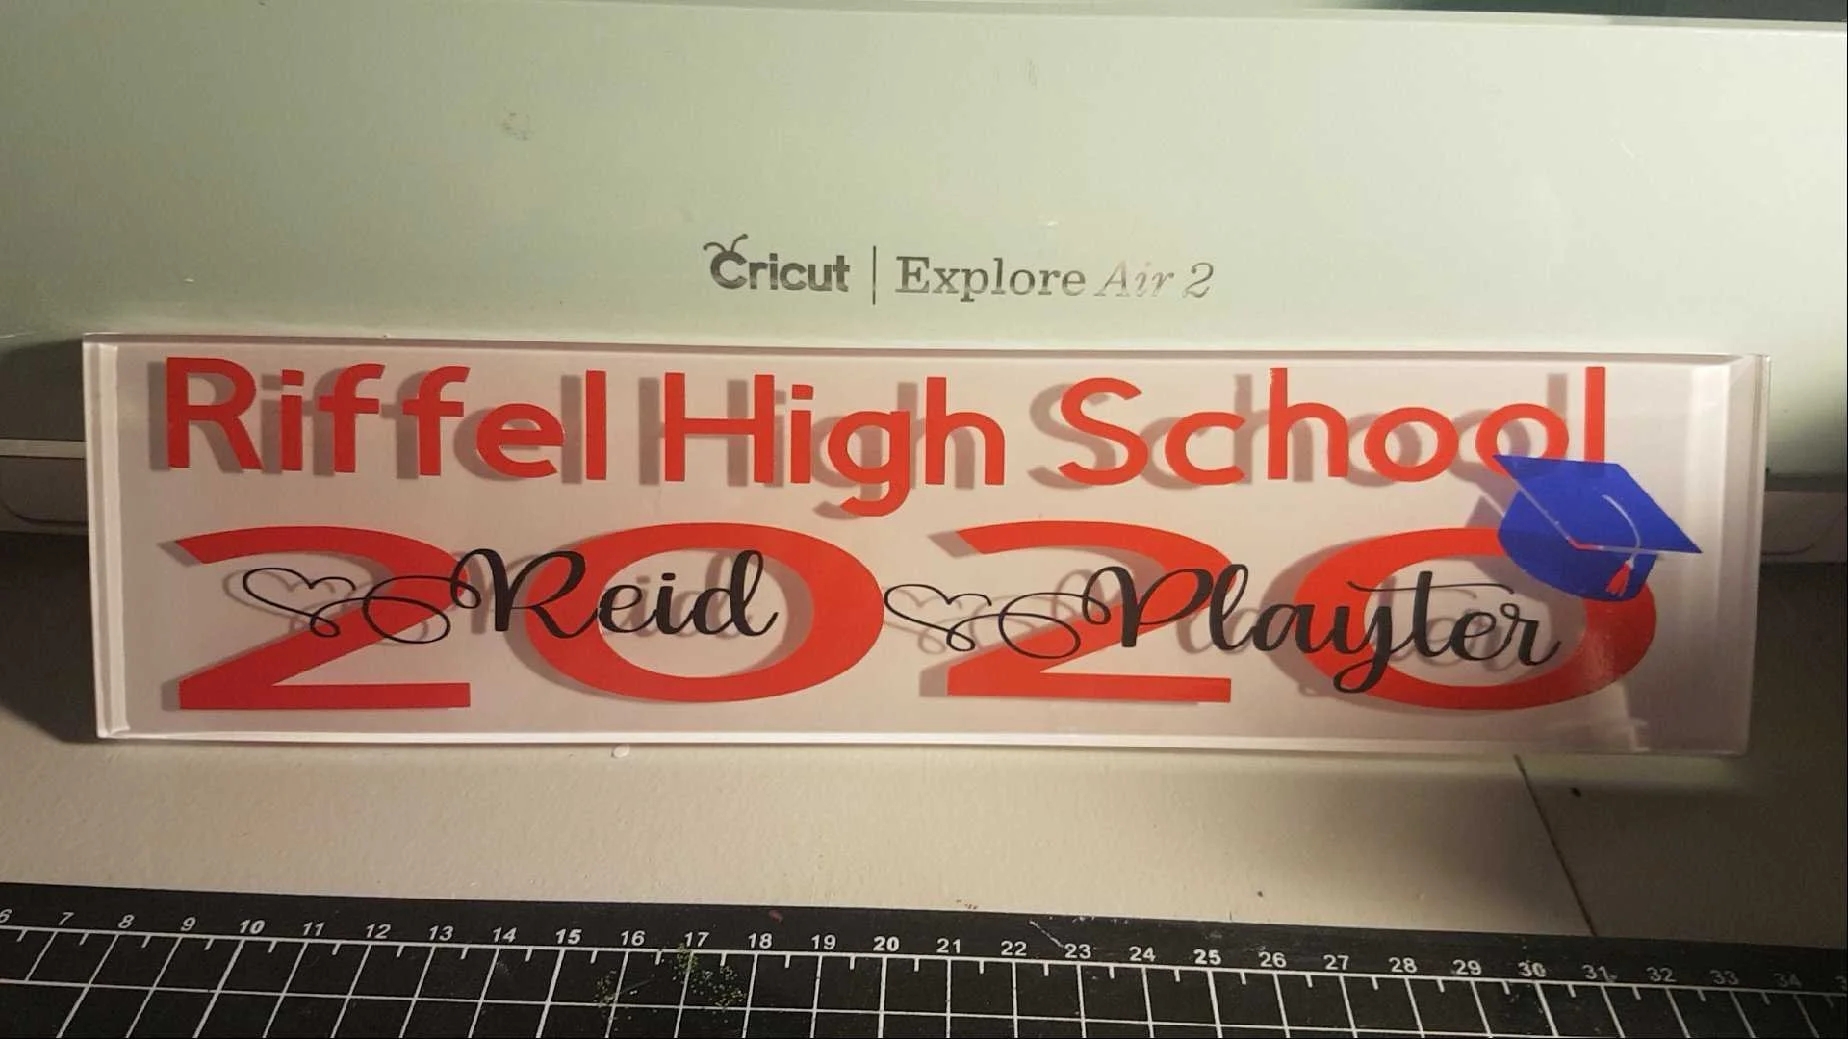 Cricut | Explore Air 2
Riffel High School
2020
Reid Playter
6 7 8 9 10 11 12 13 14 15 16 17 18 19 20 21 22 23 24 25 26 27 28 29 30 31 32 33 34